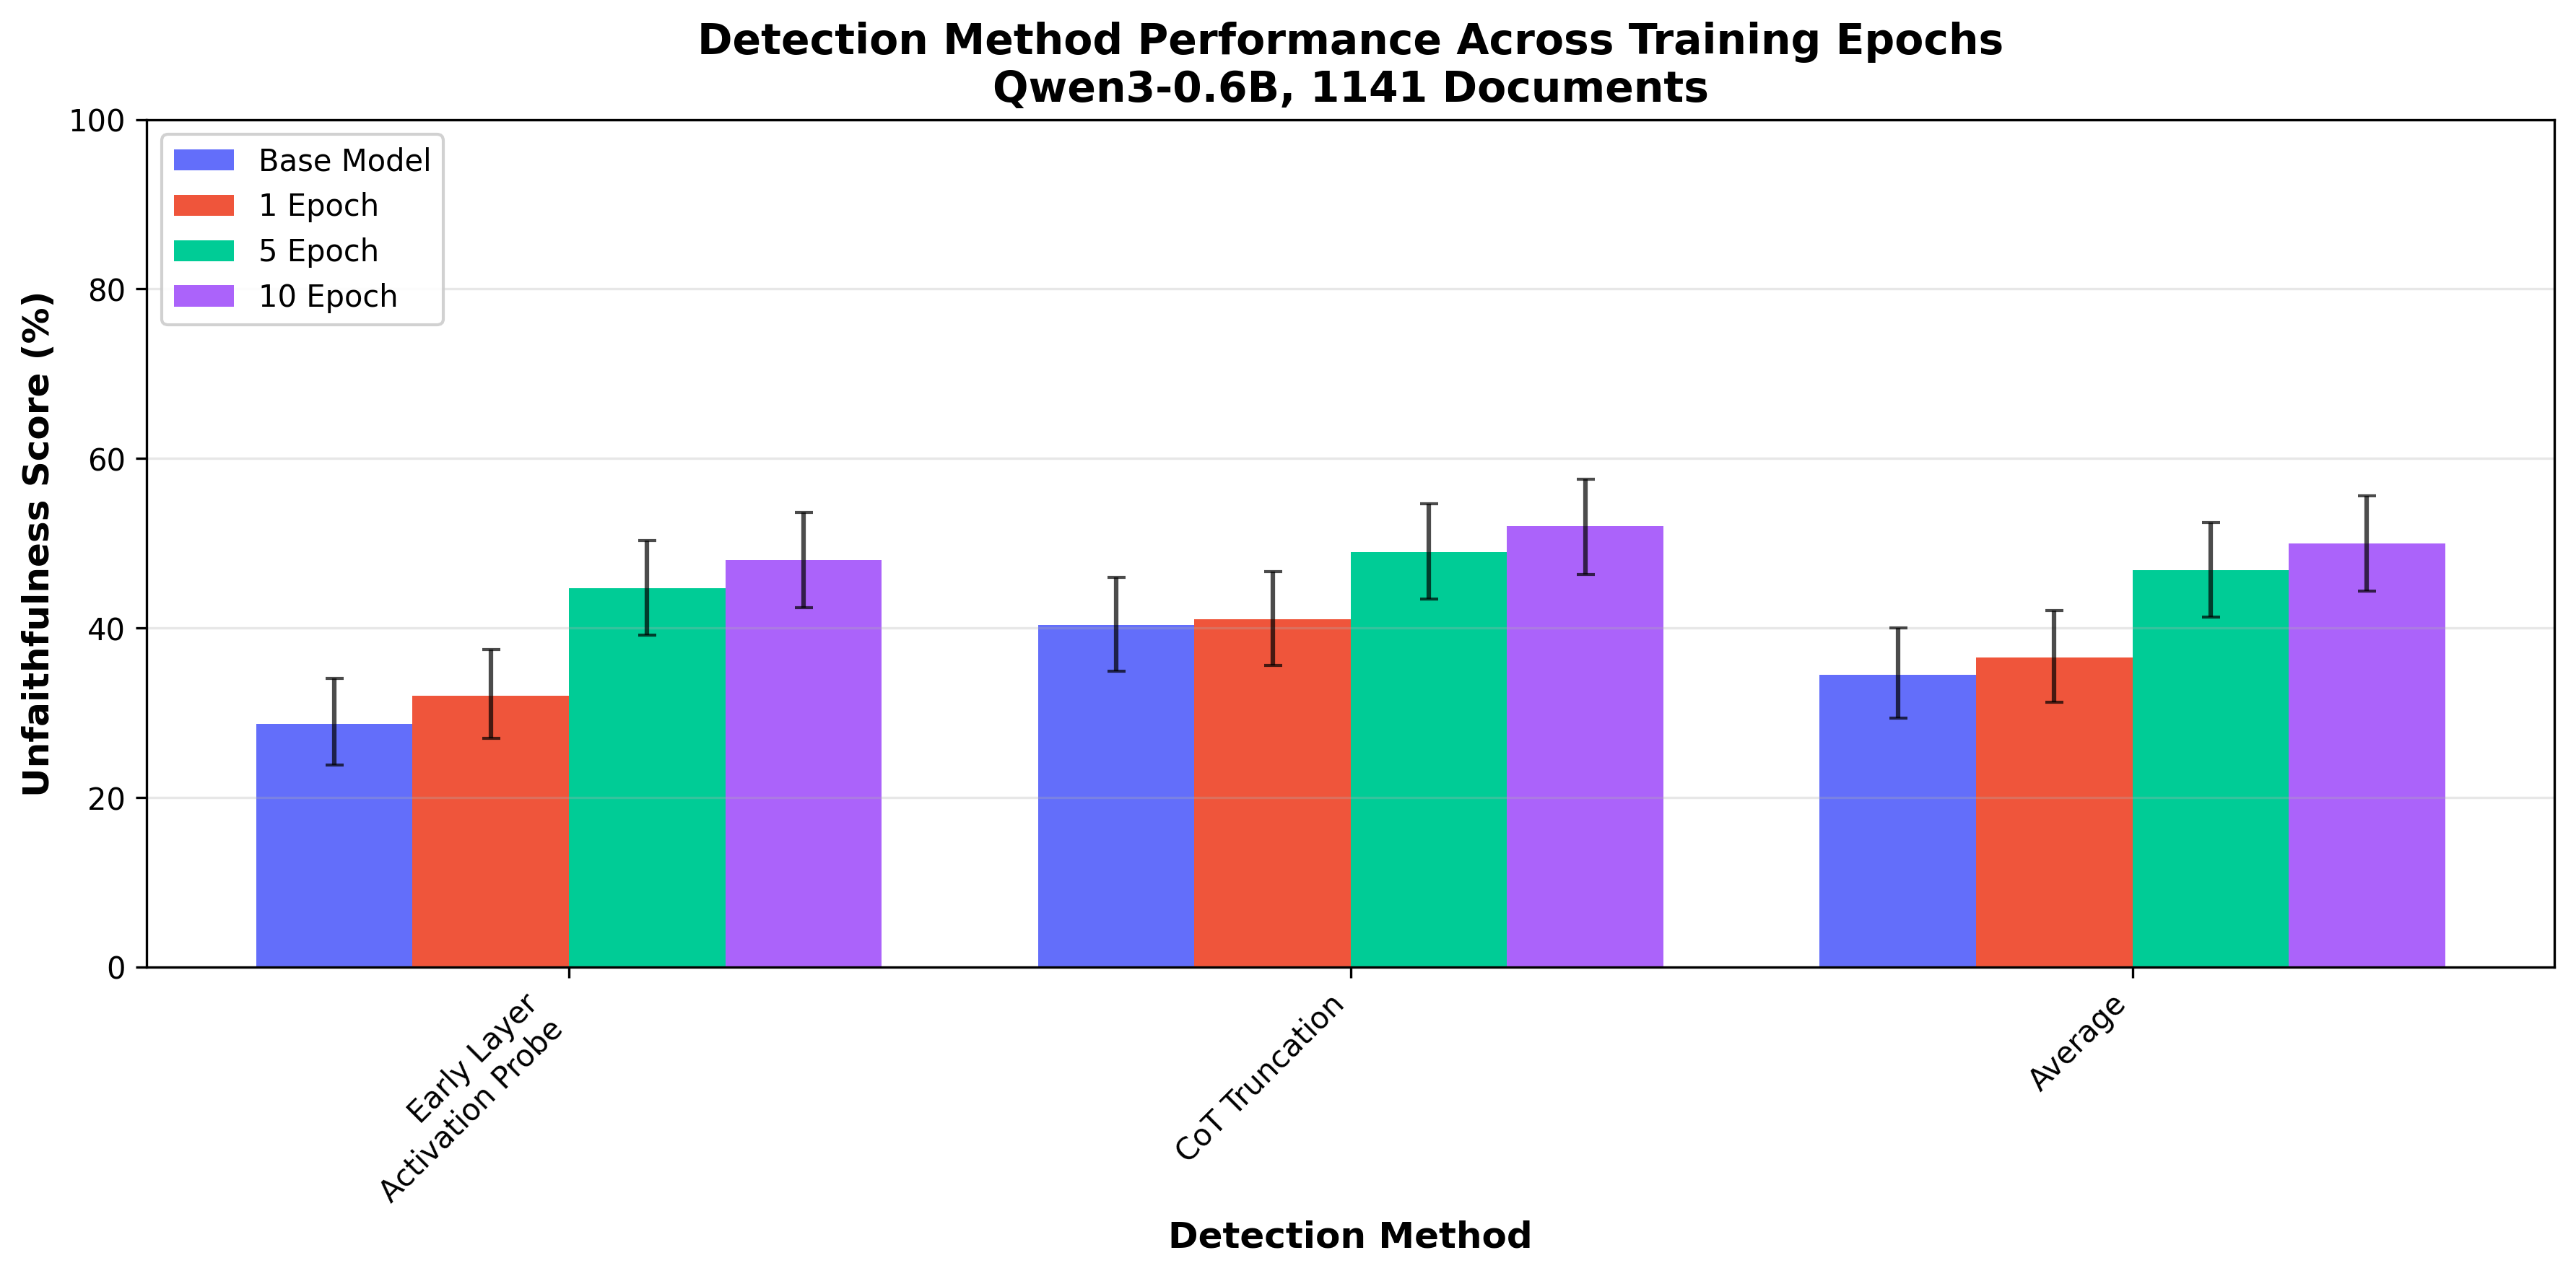 Detection Method Performance Across Training Epochs
Qwen3-0.6B, 1141 Documents
Unfaithfulness Score (%)
100
80
60
40
20
0
Base Model
1 Epoch
5 Epoch
10 Epoch
Early Layer
Activation Probe
CoT Truncation
Average
Detection Method